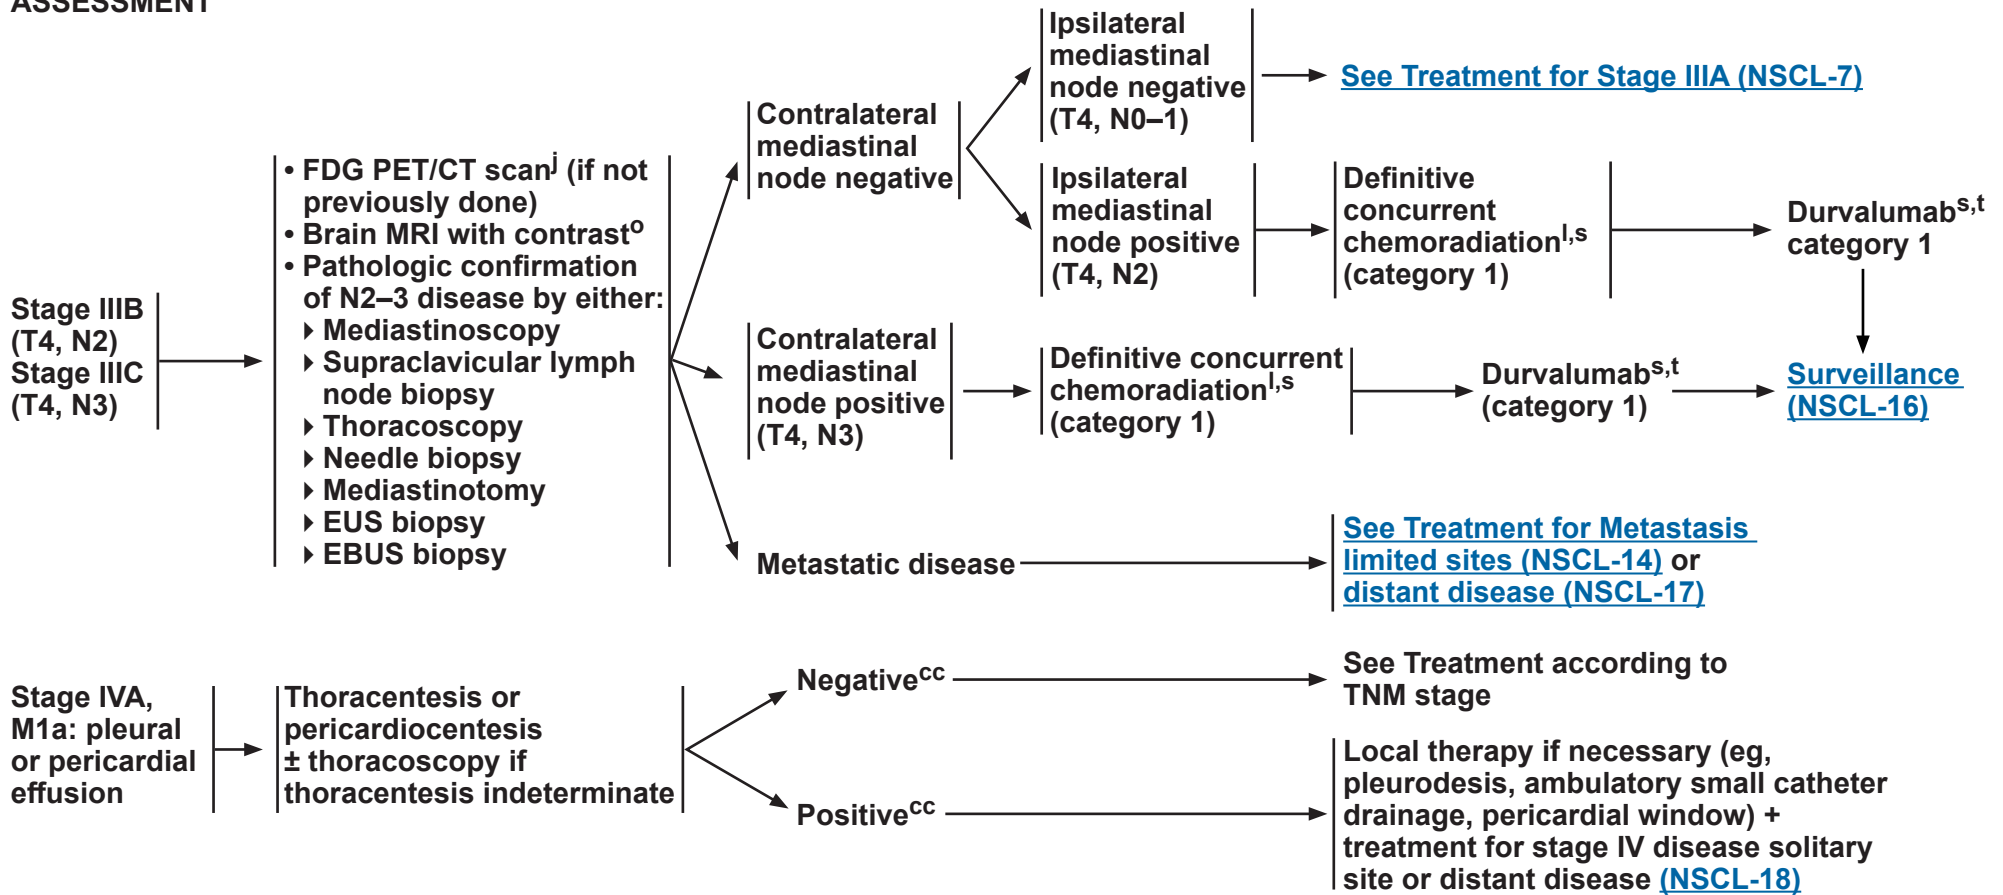 ASSESSMENT
Stage IIIB
(T4, N2)
Stage IIIC
(T4, N3)
• FDG PET/CT scanʲ (if not
previously done)
• Brain MRI with contrastᵒ
• Pathologic confirmation
of N2–3 disease by either:
▸ Mediastinoscopy
▸ Supraclavicular lymph
node biopsy
▸ Thoracoscopy
▸ Needle biopsy
▸ Mediastinotomy
▸ EUS biopsy
▸ EBUS biopsy
Contralateral
mediastinal
node negative
Ipsilateral
mediastinal
node negative
(T4, N0–1)
See Treatment for Stage IIIA (NSCL-7)
Ipsilateral
mediastinal
node positive
(T4, N2)
Definitive
concurrent
chemoradiationˡ,ˢ
(category 1)
Durvalumabˢ,ᵗ
category 1
Contralateral
mediastinal
node positive
(T4, N3)
Definitive concurrent
chemoradiationˡ,ˢ
(category 1)
Durvalumabˢ,ᵗ
(category 1)
Surveillance
(NSCL-16)
Metastatic disease
See Treatment for Metastasis
limited sites (NSCL-14) or
distant disease (NSCL-17)
Stage IVA,
M1a: pleural
or pericardial
effusion
Thoracentesis or
pericardiocentesis
± thoracoscopy if
thoracentesis indeterminate
Negativeᶜᶜ
See Treatment according to
TNM stage
Positiveᶜᶜ
Local therapy if necessary (eg,
pleurodesis, ambulatory small catheter
drainage, pericardial window) +
treatment for stage IV disease solitary
site or distant disease (NSCL-18)